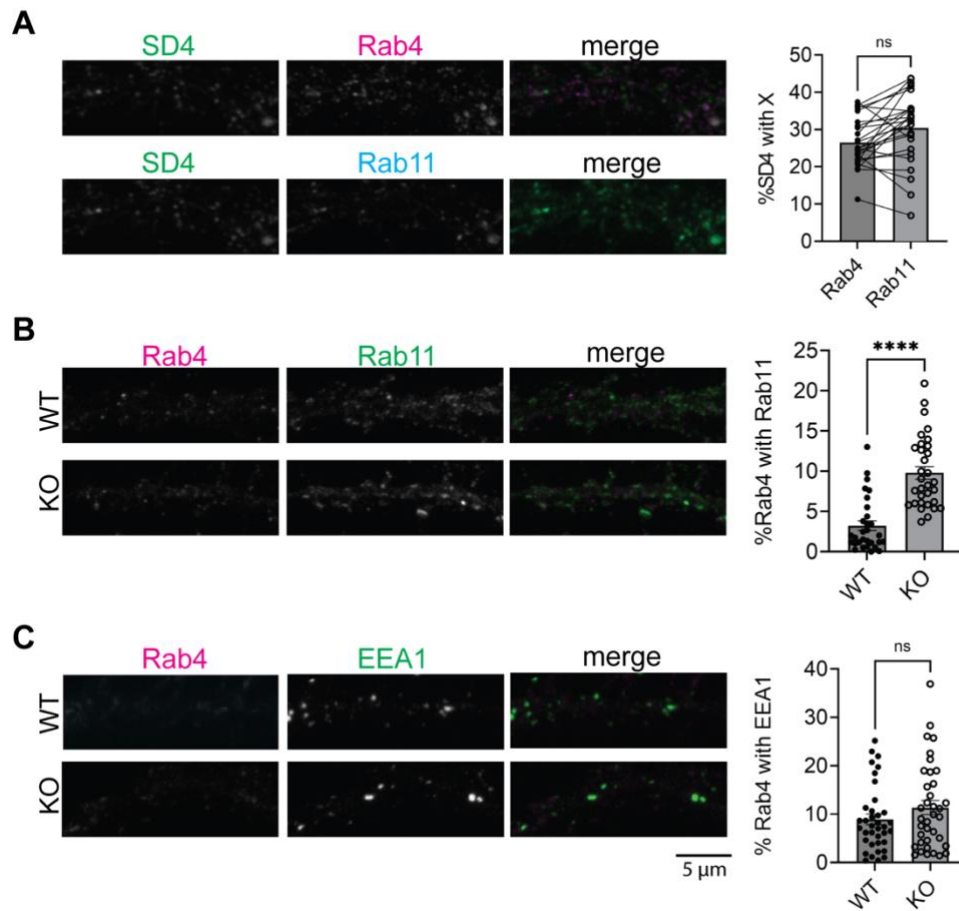 A
SD4 Rab4 merge
SD4 Rab11 merge
%SD4 with X
50
40
30
20
10
0
ns
Rab4 Rab11
B
Rab4 Rab11 merge
WT
KO
%Rab4 with Rab11
25
20
15
10
5
0
****
WT KO
C
Rab4 EEA1 merge
WT
KO
5 μm
% Rab4 with EEA1
40
30
20
10
0
ns
WT KO